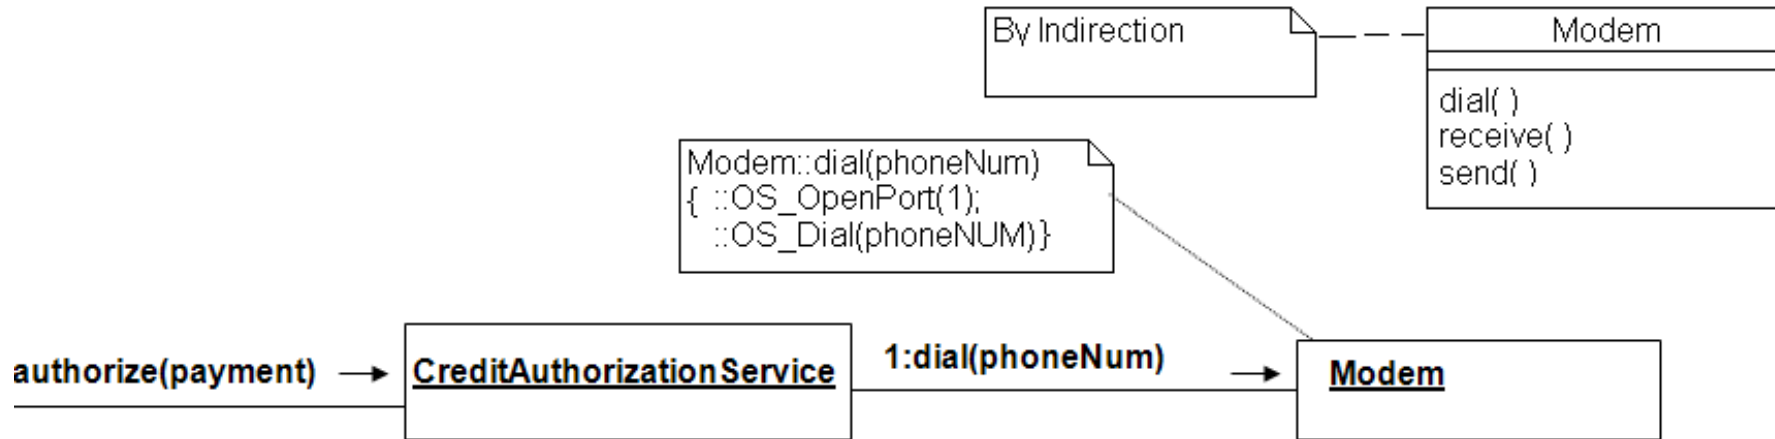 By Indirection
Modem
dial( )
receive( )
send( )
Modem::dial(phoneNum)
{ ::OS_OpenPort(1);
::OS_Dial(phoneNUM)}
authorize(payment)
CreditAuthorizationService
1:dial(phoneNum)
Modem